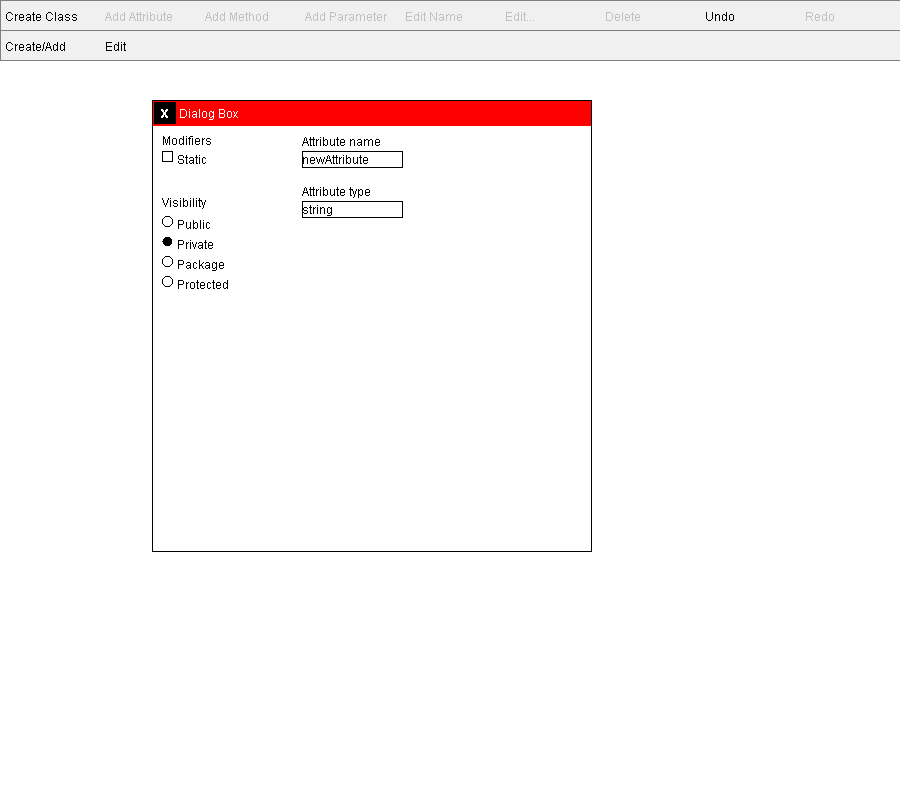 Create Class Add Attribute Add Method Add Parameter Edit Name Edit... Delete Undo Redo
Create/Add Edit
X Dialog Box
Modifiers
Static
Visibility
Public
Private
Package
Protected
Attribute name
newAttribute
Attribute type
string